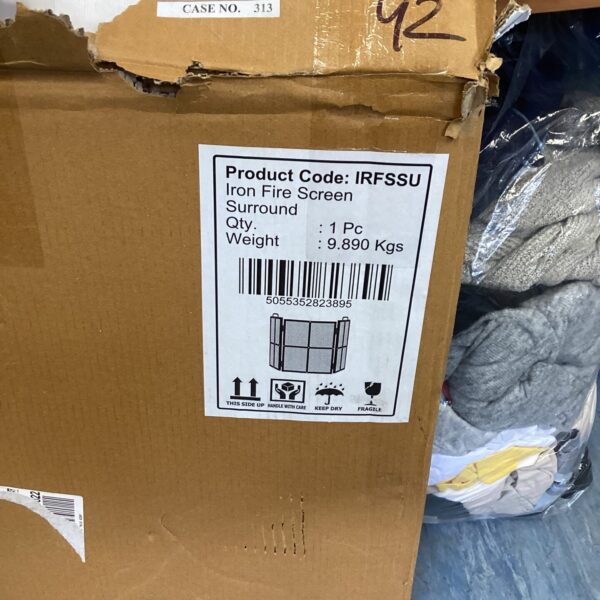 CASE NO. 313
42
Product Code: IRFSSU
Iron Fire Screen
Surround
Qty. : 1 Pc
Weight : 9.890 Kgs
5055352823895
THIS SIDE UP HANDLE WITH CARE KEEP DRY FRAGILE